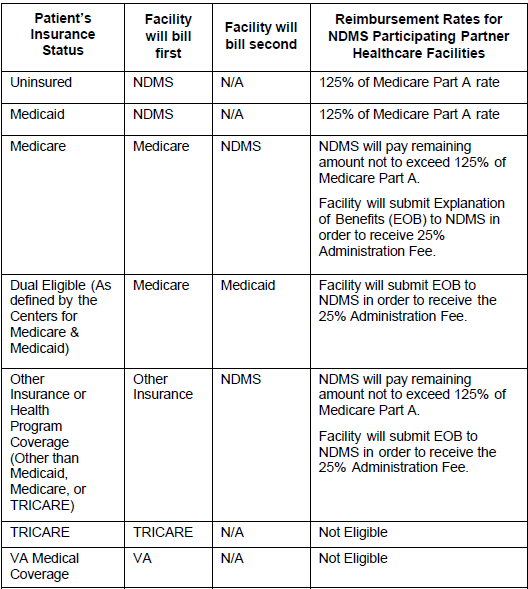 Patient's Insurance Status
Facility will bill first
Facility will bill second
Reimbursement Rates for NDMS Participating Partner Healthcare Facilities
Uninsured
NDMS
N/A
125% of Medicare Part A rate
Medicaid
NDMS
N/A
125% of Medicare Part A rate
Medicare
Medicare
NDMS
NDMS will pay remaining
amount not to exceed 125% of
Medicare Part A.
Facility will submit Explanation
of Benefits (EOB) to NDMS in
order to receive 25%
Administration Fee.
Dual Eligible (As
defined by the
Centers for
Medicare &
Medicaid)
Medicare
Medicaid
Facility will submit EOB to
NDMS in order to receive the
25% Administration Fee.
Other
Insurance or
Health
Program
Coverage
(Other than
Medicaid,
Medicare, or
TRICARE)
Other
Insurance
NDMS
NDMS will pay remaining
amount not to exceed 125% of
Medicare Part A.
Facility will submit EOB to
NDMS in order to receive the
25% Administration Fee.
TRICARE
TRICARE
N/A
Not Eligible
VA Medical
Coverage
VA
N/A
Not Eligible